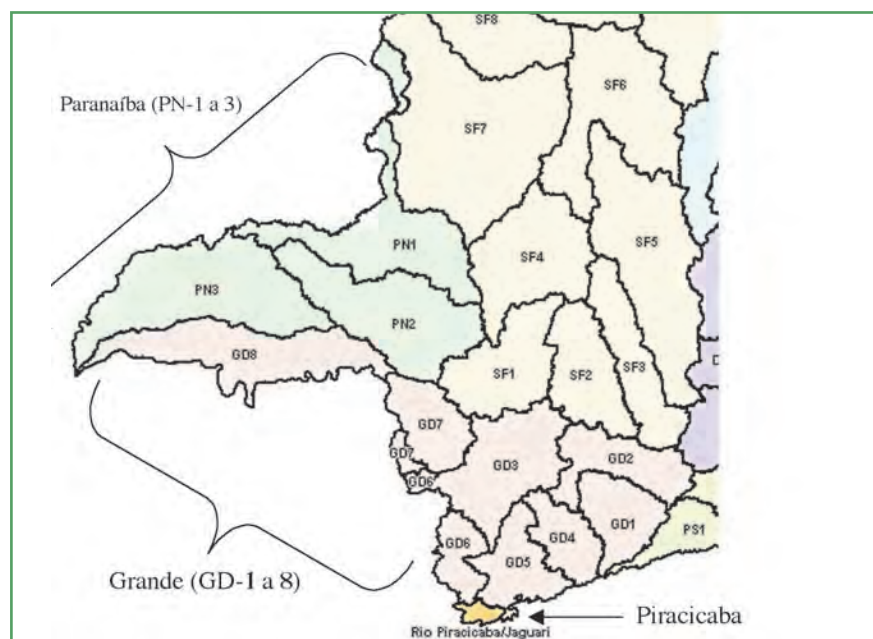 SF8
SF6
Paranaíba (PN-1 a 3)
SF7
SF5
PN1
SF4
PN3
PN2
GD8
SF1
SF2
SF3
D
GD7
GD7
GD3
GD2
GD6
GD1
PS1
GD6
GD4
GD5
Grande (GD-1 a 8)
Piracicaba
Rio Piracicaba/Jaguari